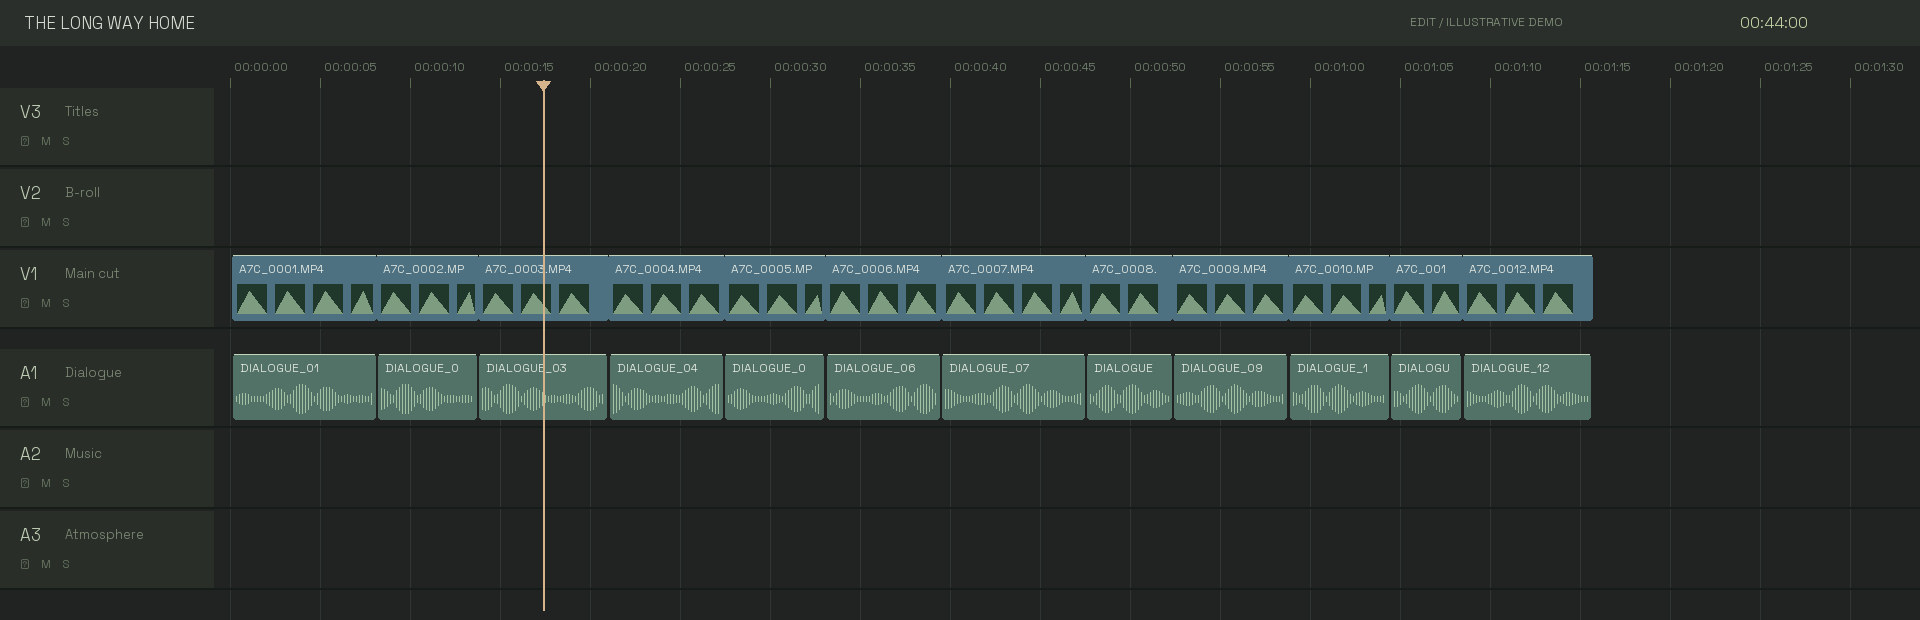 THE LONG WAY HOME
EDIT / ILLUSTRATIVE DEMO
00:44:00
00:00:00 00:00:05 00:00:10 00:00:15 00:00:20 00:00:25 00:00:30 00:00:35 00:00:40 00:00:45 00:00:50 00:00:55 00:01:00 00:01:05 00:01:10 00:01:15 00:01:20 00:01:25 00:01:30
V3 Titles
M S
V2 B-roll
M S
V1 Main cut
M S
A7C_0001.MP4 A7C_0002.MP A7C_0003.MP4 A7C_0004.MP4 A7C_0005.MP A7C_0006.MP4 A7C_0007.MP4 A7C_0008. A7C_0009.MP4 A7C_0010.MP A7C_001 A7C_0012.MP4
A1 Dialogue
M S
DIALOGUE_01 DIALOGUE_0 DIALOGUE_03 DIALOGUE_04 DIALOGUE_0 DIALOGUE_06 DIALOGUE_07 DIALOGUE DIALOGUE_09 DIALOGUE_1 DIALOGU DIALOGUE_12
A2 Music
M S
A3 Atmosphere
M S